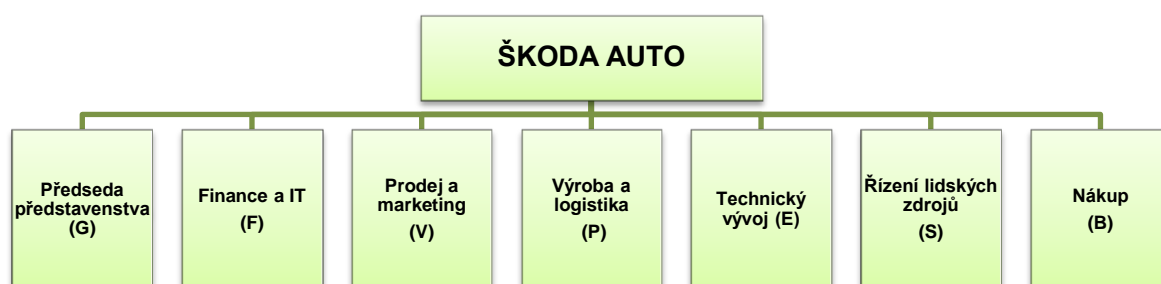 ŠKODA AUTO
Předseda
představenstva
(G)
Finance a IT
(F)
Prodej a
marketing
(V)
Výroba a
logistika
(P)
Technický
vývoj (E)
Řízení lidských
zdrojů
(S)
Nákup
(B)